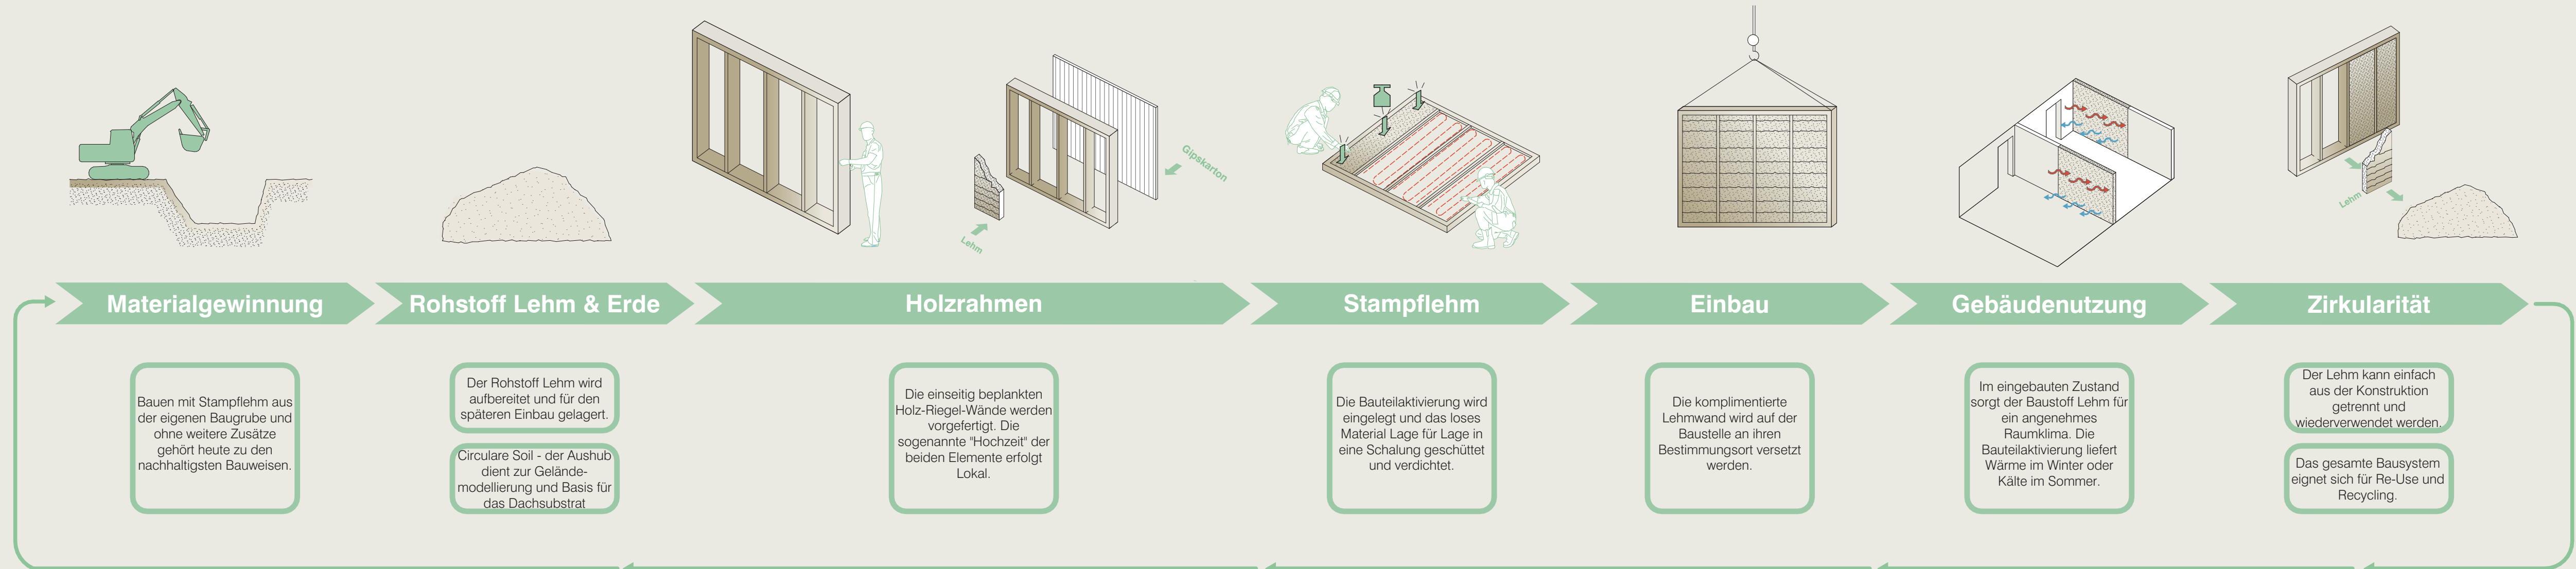 Gipskarton
Lehm
Lehm
Materialgewinnung
Rohstoff Lehm & Erde
Holzrahmen
Stampflehm
Einbau
Gebäudenutzung
Zirkularität
Bauen mit Stampflehm aus
der eigenen Baugrube und
ohne weitere Zusätze
gehört heute zu den
nachhaltigsten Bauweisen.
Der Rohstoff Lehm wird
aufbereitet und für den
späteren Einbau gelagert.
Circulare Soil - der Aushub
dient zur Gelände-
modellierung und Basis für
das Dachsubstrat
Die einseitig beplankten
Holz-Riegel-Wände werden
vorgefertigt. Die
sogenannte "Hochzeit" der
beiden Elemente erfolgt
Lokal.
Die Bauteilaktivierung wird
eingelegt und das loses
Material Lage für Lage in
eine Schalung geschüttet
und verdichtet.
Die komplimentierte
Lehmwand wird auf der
Baustelle an ihren
Bestimmungsort versetzt
werden.
Im eingebauten Zustand
sorgt der Baustoff Lehm für
ein angenehmes
Raumklima. Die
Bauteilaktivierung liefert
Wärme im Winter oder
Kälte im Sommer.
Der Lehm kann einfach
aus der Konstruktion
getrennt und
wiederverwendet werden.
Das gesamte Bausystem
eignet sich für Re-Use und
Recycling.